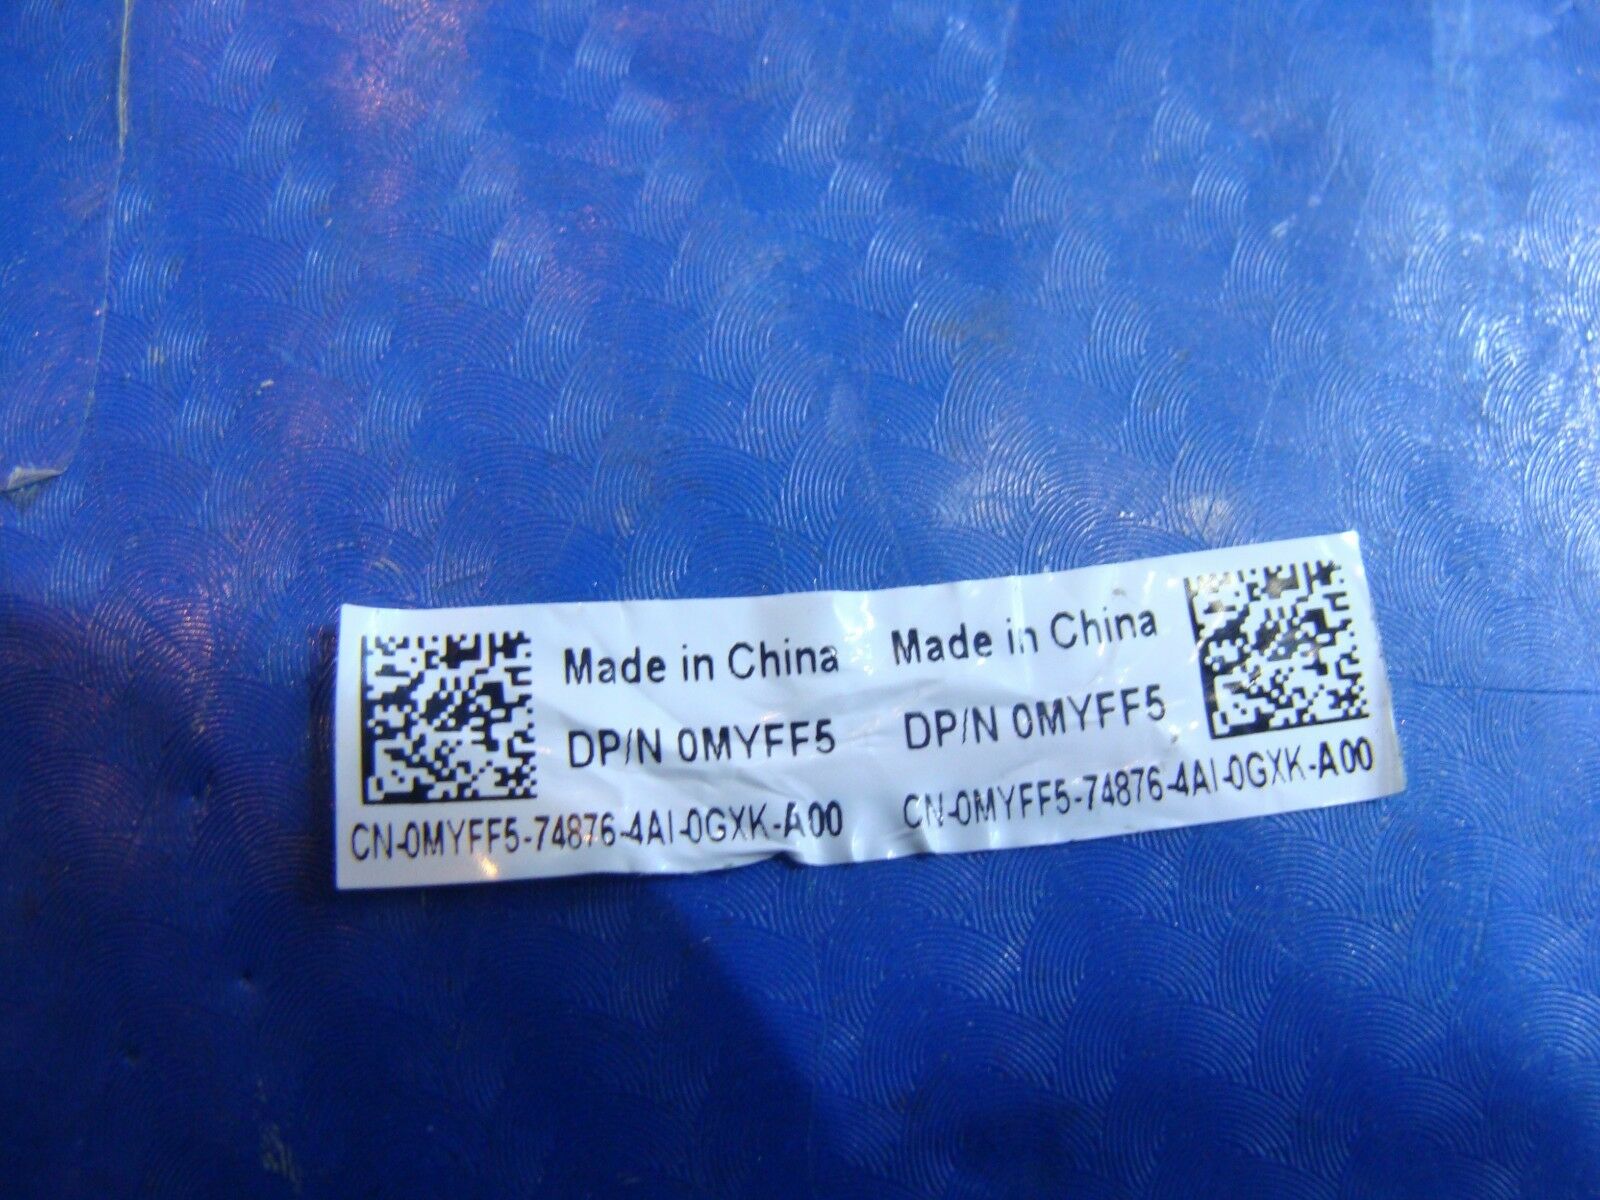 Made in China
DP/N 0MYFF5
CN-0MYFF5-74876-4AI-0GXK-A00
Made in China
DP/N 0MYFF5
CN-0MYFF5-74876-4AI-0GXK-A00